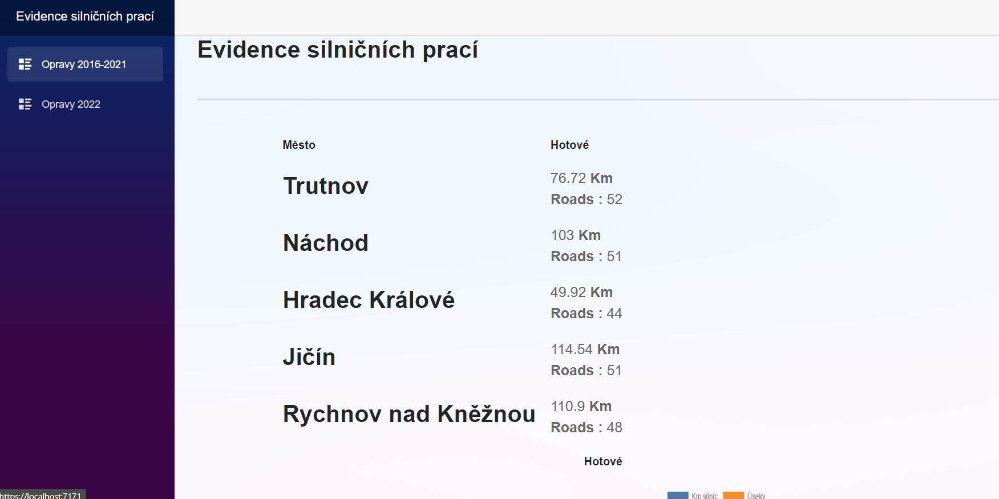 Evidence silničních prací
Opravy 2016-2021
Opravy 2022
Evidence silničních prací
Město Hotové
Trutnov
76.72 Km
Roads : 52
Náchod
103 Km
Roads : 51
Hradec Králové
49.92 Km
Roads : 44
Jičín
114.54 Km
Roads : 51
Rychnov nad Kněžnou
110.9 Km
Roads : 48
Hotové
Km silnic Úseky
https://localhost:7171